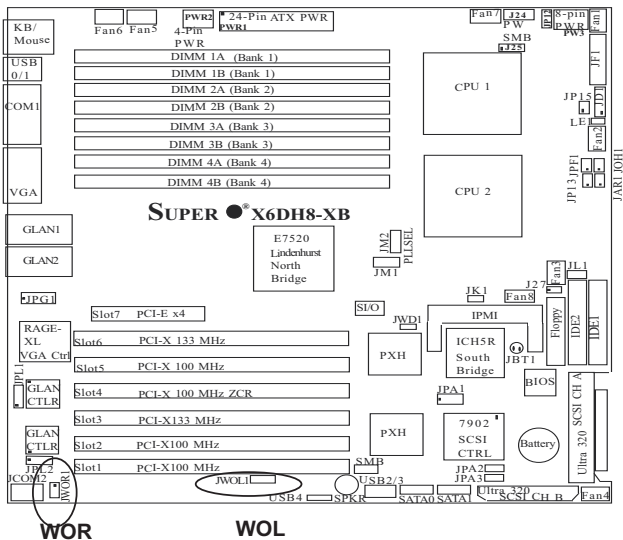 Fan6
Fan5
PWR2
4-Pin
PWR
24-Pin ATX PWR
PWR1
Fan7
J24
PW
SMB
J25
JP12
8-pin
PWR
PW3
Fan1
KB/
Mouse
USB
0/1
COM1
VGA
GLAN1
GLAN2
DIMM 1A (Bank 1)
DIMM 1B (Bank 1)
DIMM 2A (Bank 2)
DIMM 2B (Bank 2)
DIMM 3A (Bank 3)
DIMM 3B (Bank 3)
DIMM 4A (Bank 4)
DIMM 4B (Bank 4)
CPU 1
CPU 2
JF1
JP15
JD1
LE1
Fan2
JPF1
JP13
JAR1
JOH1
SUPER ®
X6DH8-XB
E7520
Lindenhurst
North
Bridge
JM2
PLLSEL
JM1
Fan3
JL1
J27
JK1
Fan8
JPG1
Slot7 PCI-E x4
SI/O
JWD1
IPMI
Floppy
IDE2
IDE1
RAGE-
XL
VGA Ctrl
Slot6 PCI-X 133 MHz
Slot5 PCI-X 100 MHz
Slot4 PCI-X 100 MHz ZCR
Slot3 PCI-X133 MHz
Slot2 PCI-X100 MHz
Slot1 PCI-X100 MHz
PXH
ICH5R
South
Bridge
JBT1
JPL1
GLAN
CTLR
JPA1
BIOS
Ultra 320 SCSI CH A
GLAN
CTLR
PXH
7902
SCSI
CTRL
Battery
JPL2
JCOM2
JWOR1
JWOL1
SMB
USB4
SPKR
USB2/3
SATA0
SATA1
JPA2
JPA3
Ultra 320
SCSI CH B
Fan4
WOR
WOL